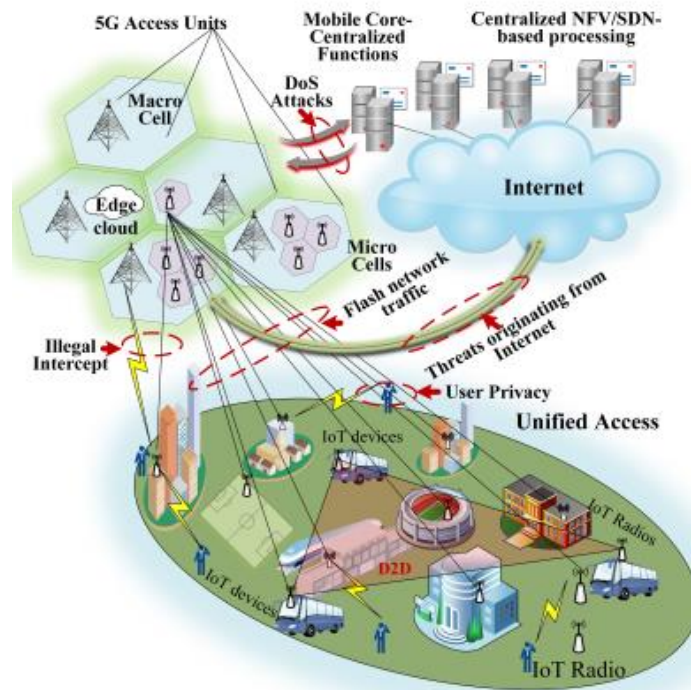 5G Access Units
Mobile Core-
Centralized
Functions
Centralized NFV/SDN-
based processing
DoS
Attacks
Macro
Cell
Edge
cloud
Internet
Micro
Cells
Flash network
traffic
Threats originating from
Internet
Illegal
Intercept
User Privacy
Unified Access
IoT devices
IoT Radios
D2D
IoT devices
IoT Radio